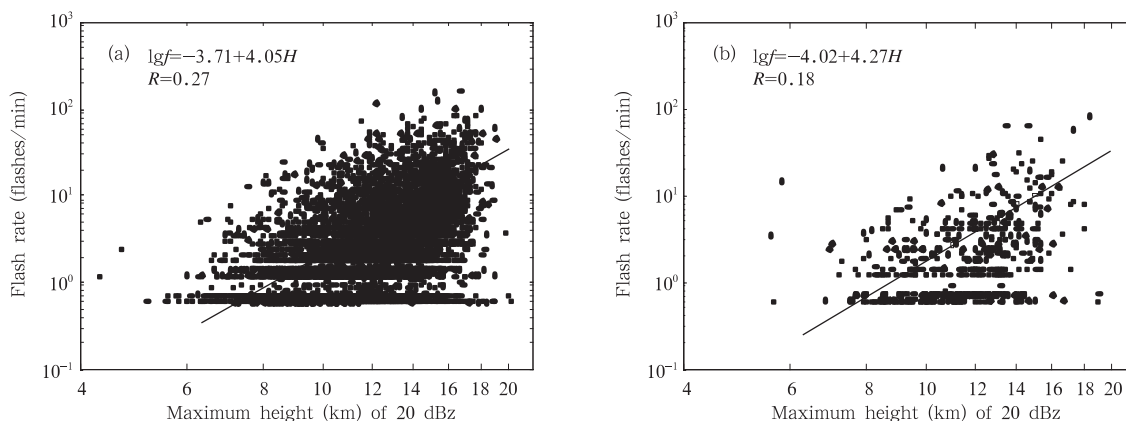 (a) lgf=−3.71+4.05H
R=0.27
10³
10²
10¹
10⁰
10⁻¹
Flash rate (flashes/min)
4 6 8 10 12 14 16 18 20
Maximum height (km) of 20 dBz
(b) lgf=−4.02+4.27H
R=0.18
10³
10²
10¹
10⁰
10⁻¹
Flash rate (flashes/min)
4 6 8 10 12 14 16 18 20
Maximum height (km) of 20 dBz